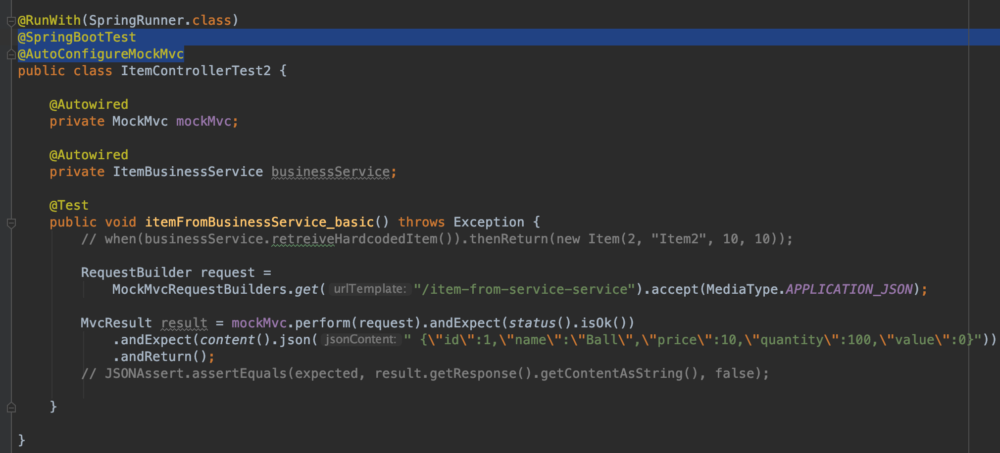 @RunWith(SpringRunner.class)
@SpringBootTest
@AutoConfigureMockMvc
public class ItemControllerTest2 {
@Autowired
private MockMvc mockMvc;
@Autowired
private ItemBusinessService businessService;
@Test
public void itemFromBusinessService_basic() throws Exception {
// when(businessService.retreiveHardcodedItem()).thenReturn(new Item(2, "Item2", 10, 10));
RequestBuilder request =
MockMvcRequestBuilders.get( urlTemplate: "/item-from-service-service").accept(MediaType.APPLICATION_JSON);
MvcResult result = mockMvc.perform(request).andExpect(status().isOk())
.andExpect(content().json( jsonContent: " {\"id\":1,\"name\":\"Ball\",\"price\":10,\"quantity\":100,\"value\":0}"))
.andReturn();
// JSONAssert.assertEquals(expected, result.getResponse().getContentAsString(), false);
}
}